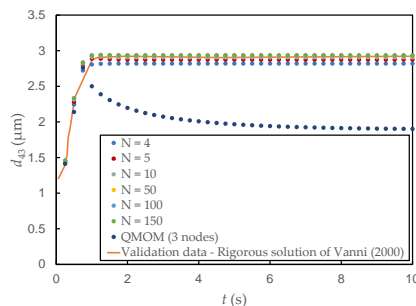 3.5
3
2.5
2
1.5
1
0.5
0
d43 (μm)
N = 4
N = 5
N = 10
N = 50
N = 100
N = 150
QMOM (3 nodes)
Validation data - Rigorous solution of Vanni (2000)
0 2 4 6 8 10
t (s)